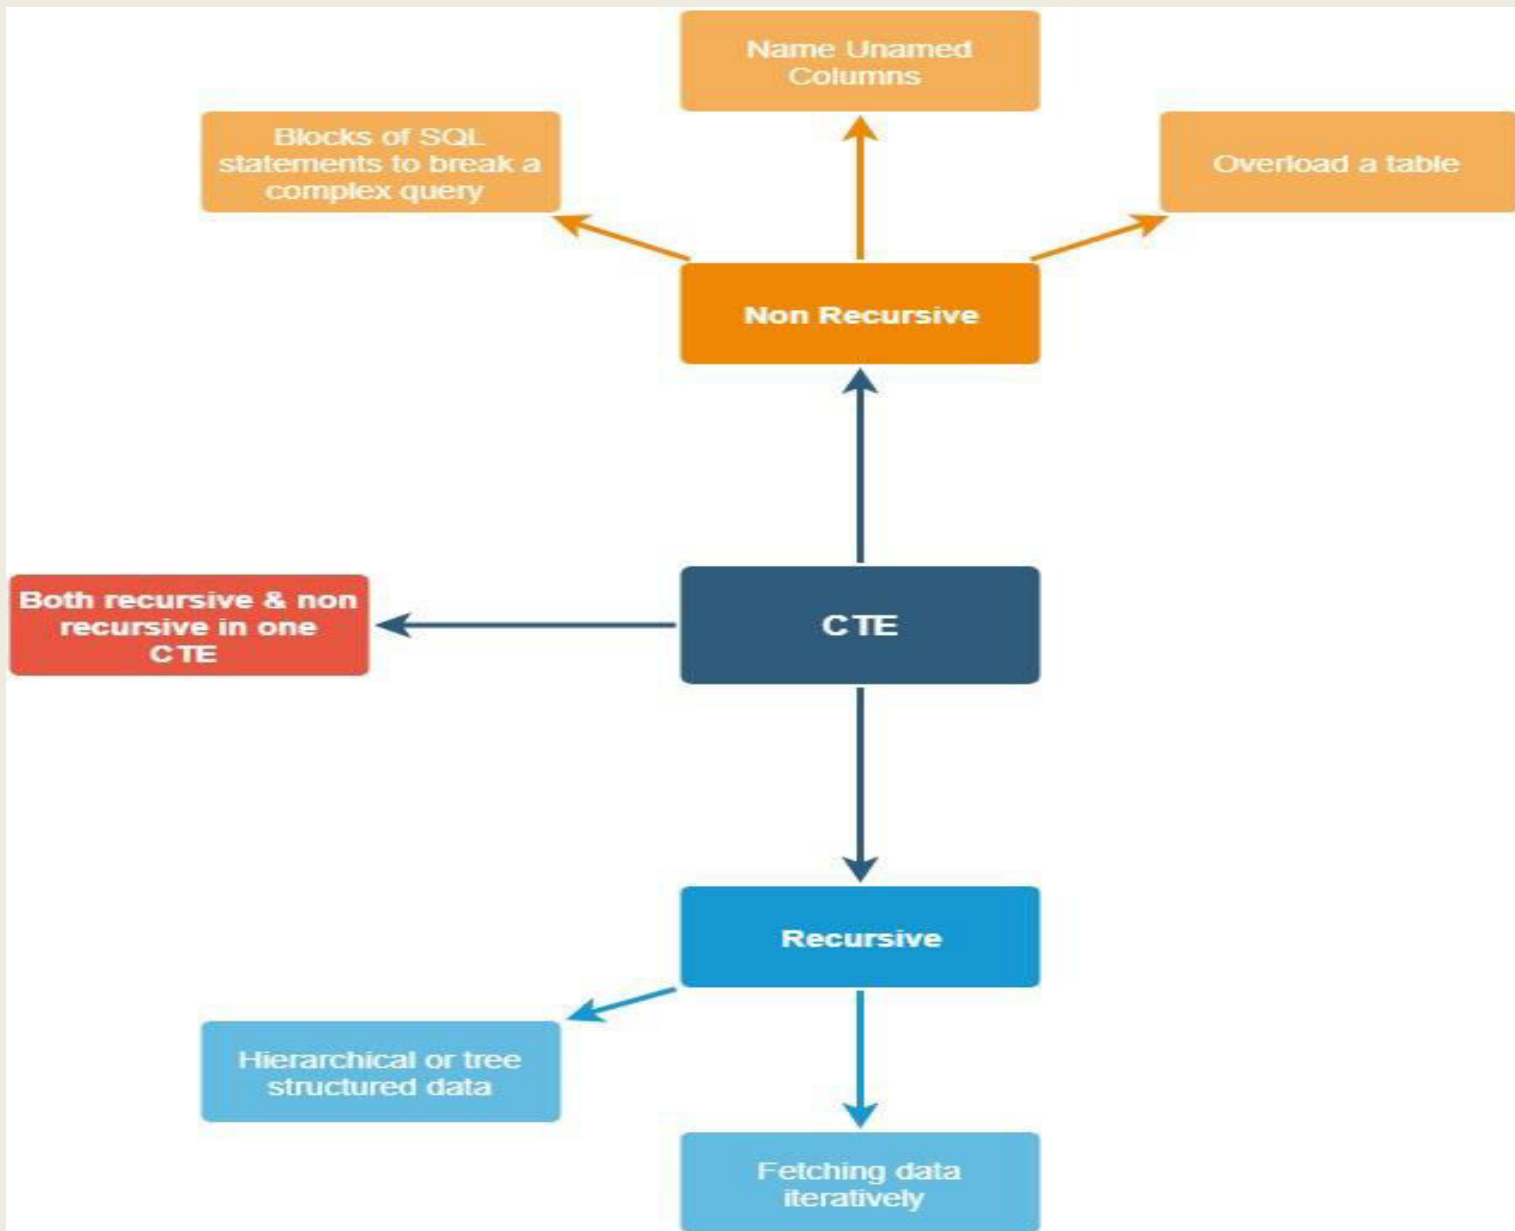 Name Unamed
Columns
Blocks of SQL
statements to break a
complex query
Overload a table
Non Recursive
Both recursive & non
recursive in one
CTE
CTE
Recursive
Hierarchical or tree
structured data
Fetching data
iteratively